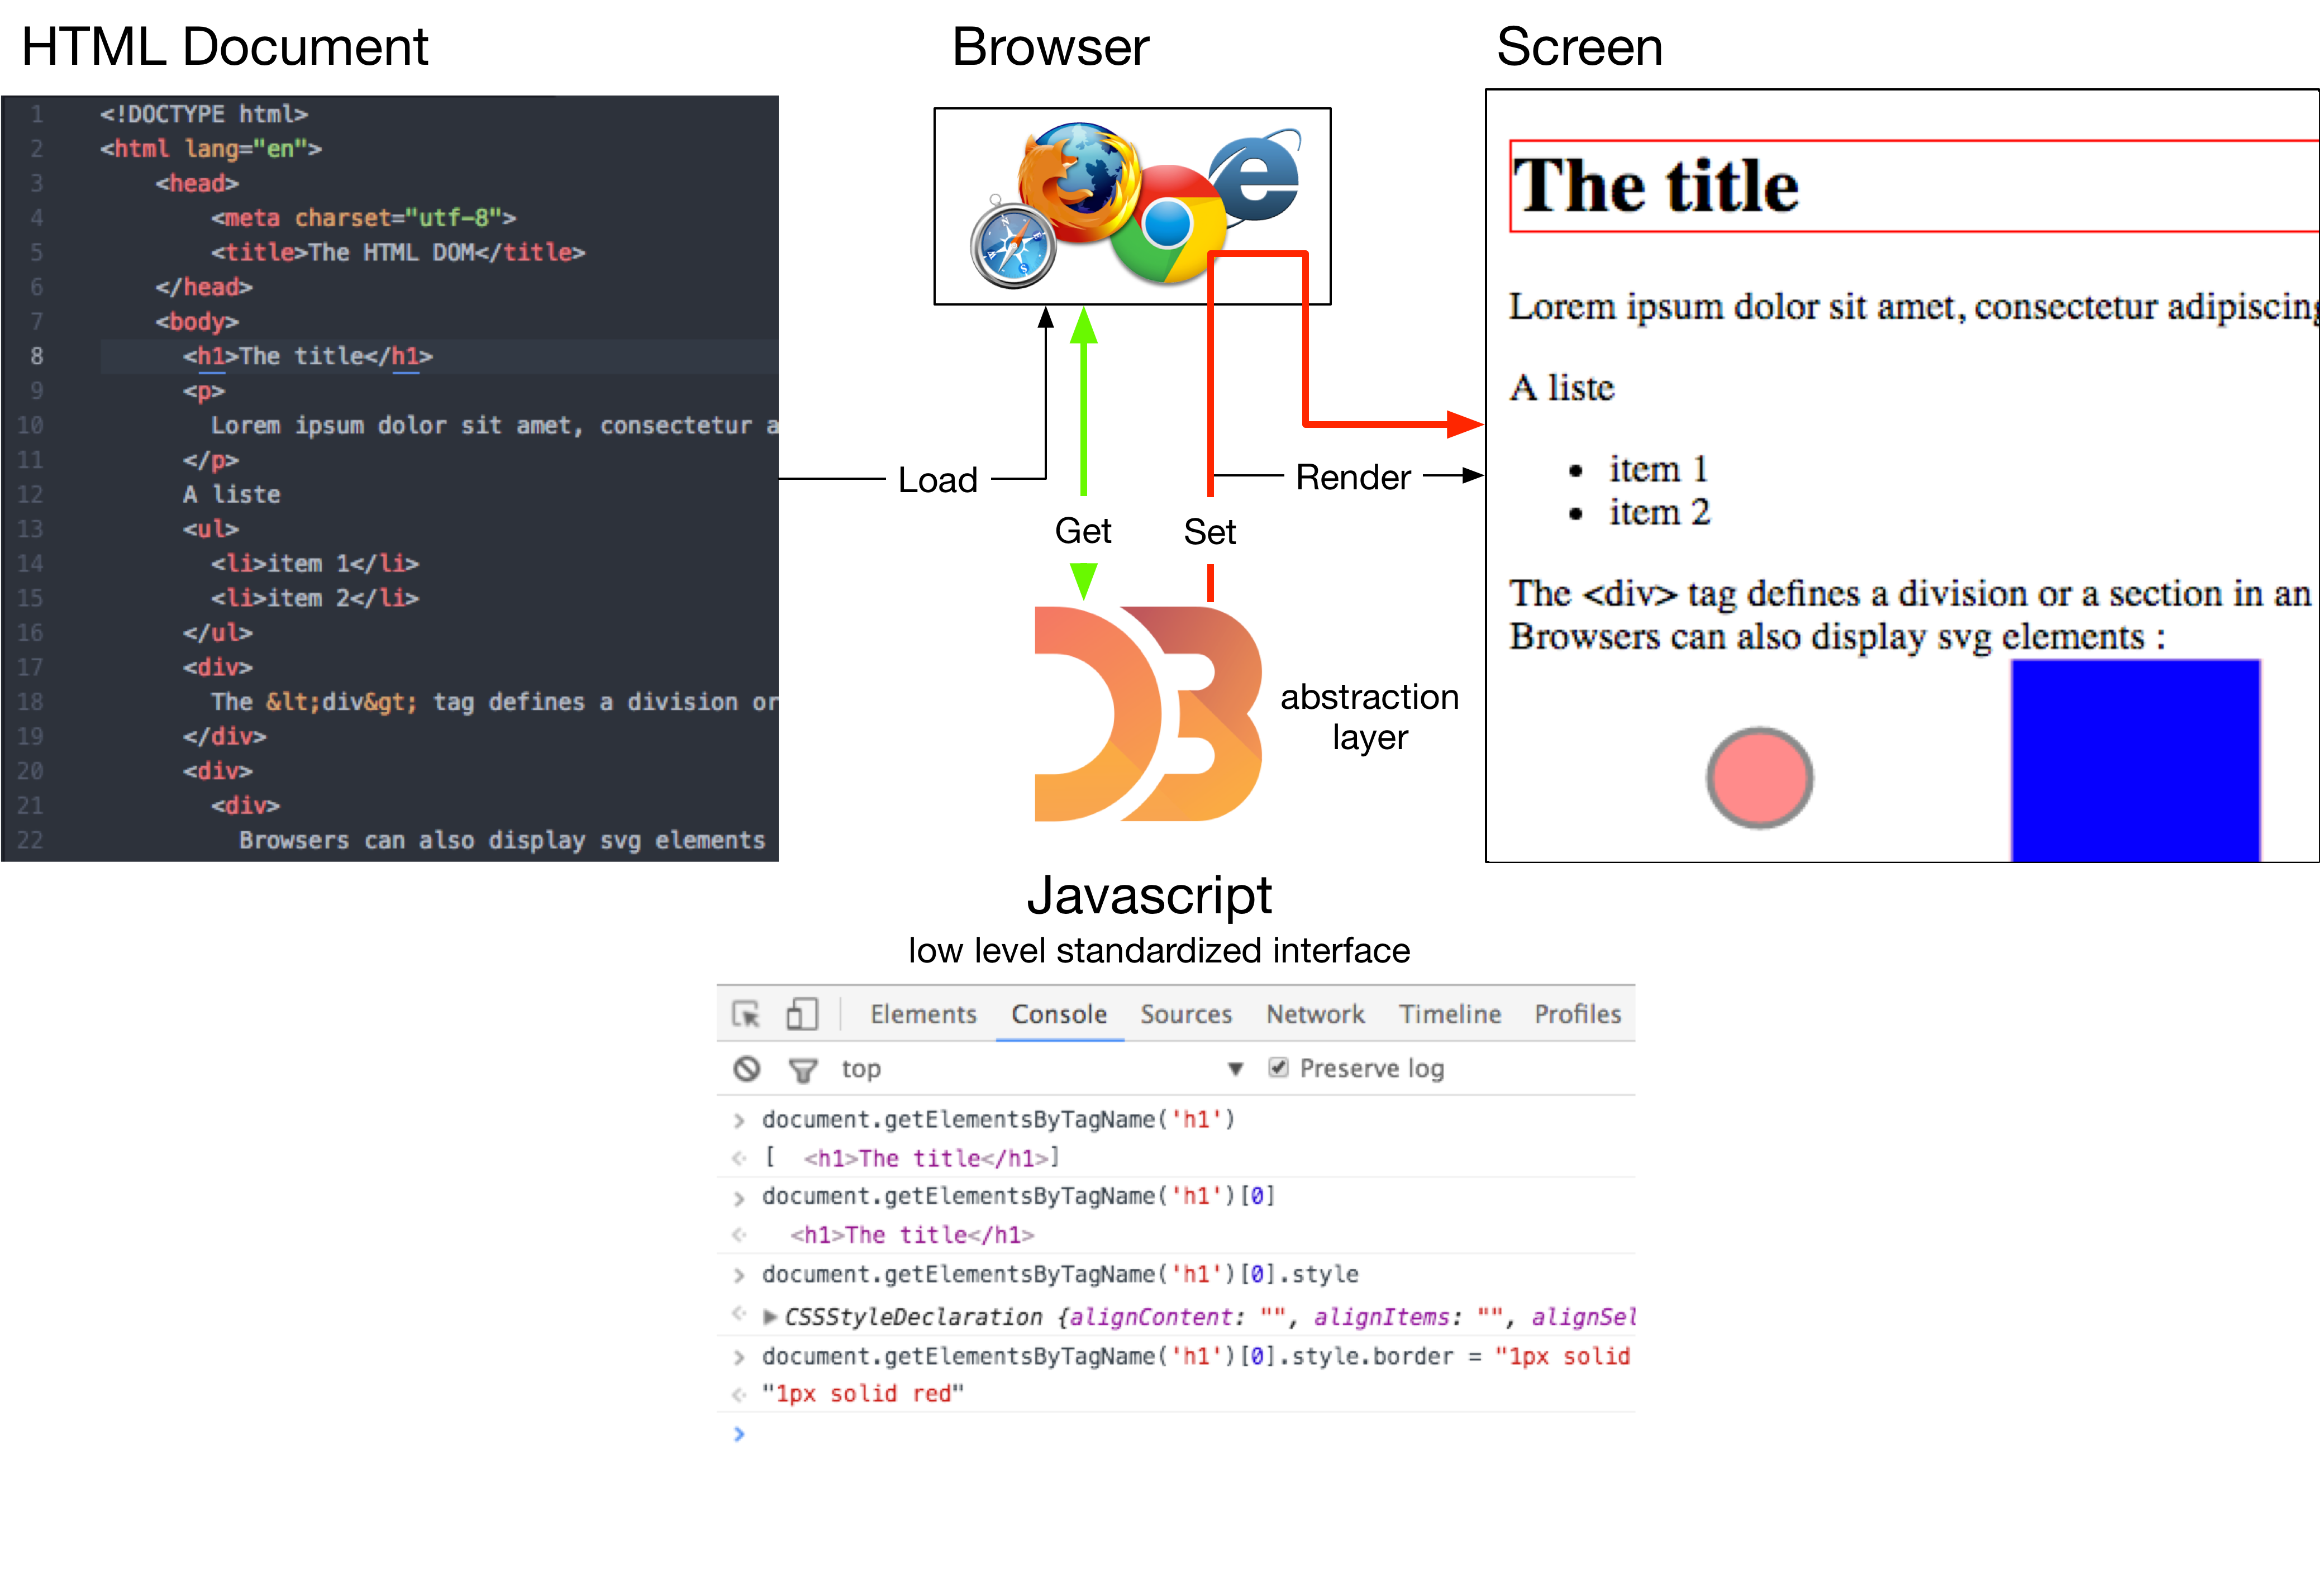 HTML Document
1 <!DOCTYPE html>
2 <html lang="en">
3 <head>
4 <meta charset="utf-8">
5 <title>The HTML DOM</title>
6 </head>
7 <body>
8 <h1>The title</h1>
9 <p>
10 Lorem ipsum dolor sit amet, consectetur a
11 </p>
12 A liste
13 <ul>
14 <li>item 1</li>
15 <li>item 2</li>
16 </ul>
17 <div>
18 The &lt;div&gt; tag defines a division or
19 </div>
20 <div>
21 <div>
22 Browsers can also display svg elements
Browser
Load
Get
Set
Render
abstraction
layer
Screen
The title
Lorem ipsum dolor sit amet, consectetur adipiscing
A liste
• item 1
• item 2
The <div> tag defines a division or a section in an
Browsers can also display svg elements :
Javascript
low level standardized interface
Elements Console Sources Network Timeline Profiles
top Preserve log
> document.getElementsByTagName('h1')
[ <h1>The title</h1>]
> document.getElementsByTagName('h1')[0]
<h1>The title</h1>
> document.getElementsByTagName('h1')[0].style
CSSStyleDeclaration {alignContent: "", alignItems: "", alignSel
> document.getElementsByTagName('h1')[0].style.border = "1px solid
"1px solid red"
>